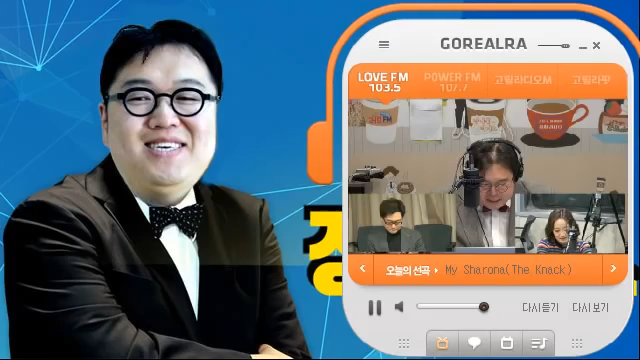 GOREALRA
LOVE FM
103.5
POWER FM
107.7
고릴라디오M
고릴라팟
오늘의 선곡
My Sharona(The Knack)
다시듣기
다시보기